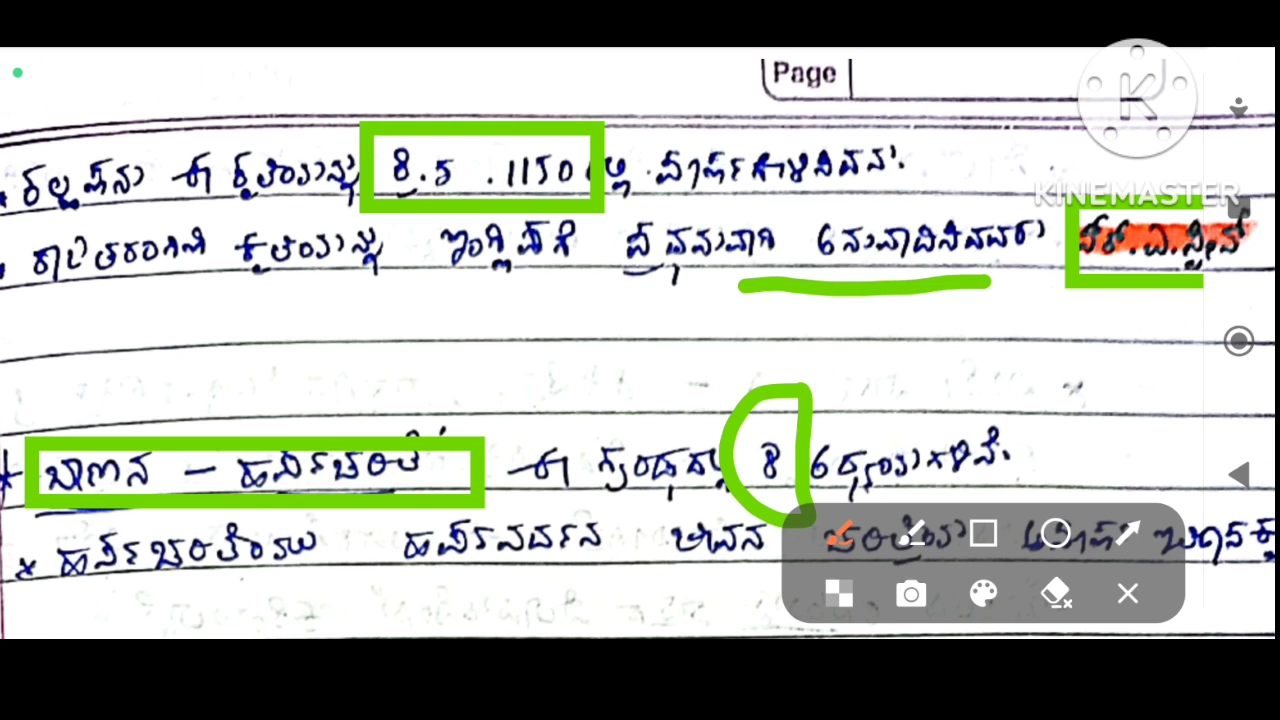 Page
KINEMASTER
. ಕಲ್ಹಣನು ಈ ಕೃತಿಯನ್ನು ಕ್ರಿ.ಶ .1150 ರಲ್ಲಿ ಪೂರ್ಣಗೊಳಿಸಿದನು.
. ರಾಜತರಂಗಿಣಿ ಕೃತಿಯನ್ನು ಇಂಗ್ಲಿಷ್‌ಗೆ ಪ್ರಥಮವಾಗಿ ಅನುವಾದಿಸಿದವರು ಸ್ಟೀನ್
* ಬಾಣನ – ಹರ್ಷಚರಿತೆ ಈ ಗ್ರಂಥದಲ್ಲಿ 8 ಅಧ್ಯಾಯಗಳಿವೆ.
* ಹರ್ಷಚರಿತೆಯು ಹರ್ಷವರ್ಧನ ಜೀವನ ಚರಿತ್ರೆಯ